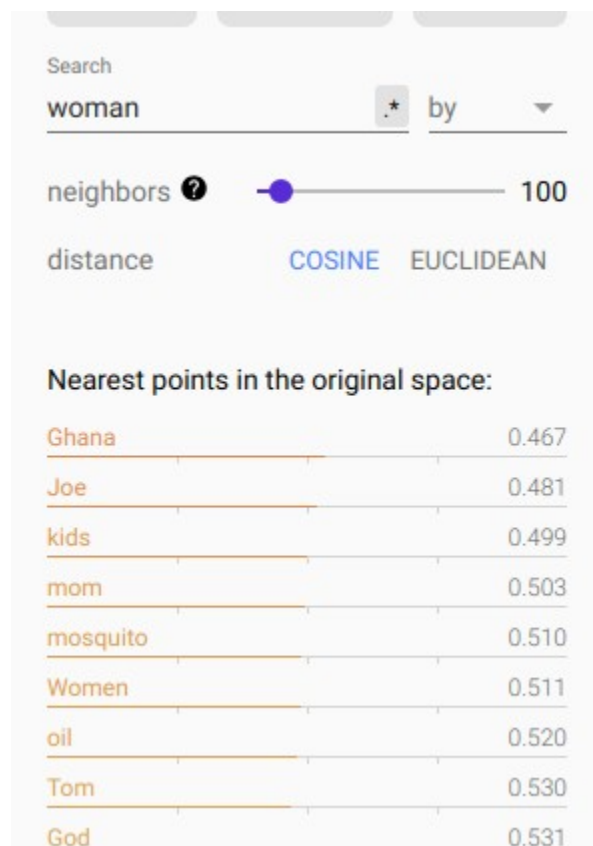 Search
woman .* by
neighbors ? 100
distance COSINE EUCLIDEAN
Nearest points in the original space:
Ghana 0.467
Joe 0.481
kids 0.499
mom 0.503
mosquito 0.510
Women 0.511
oil 0.520
Tom 0.530
God 0.531